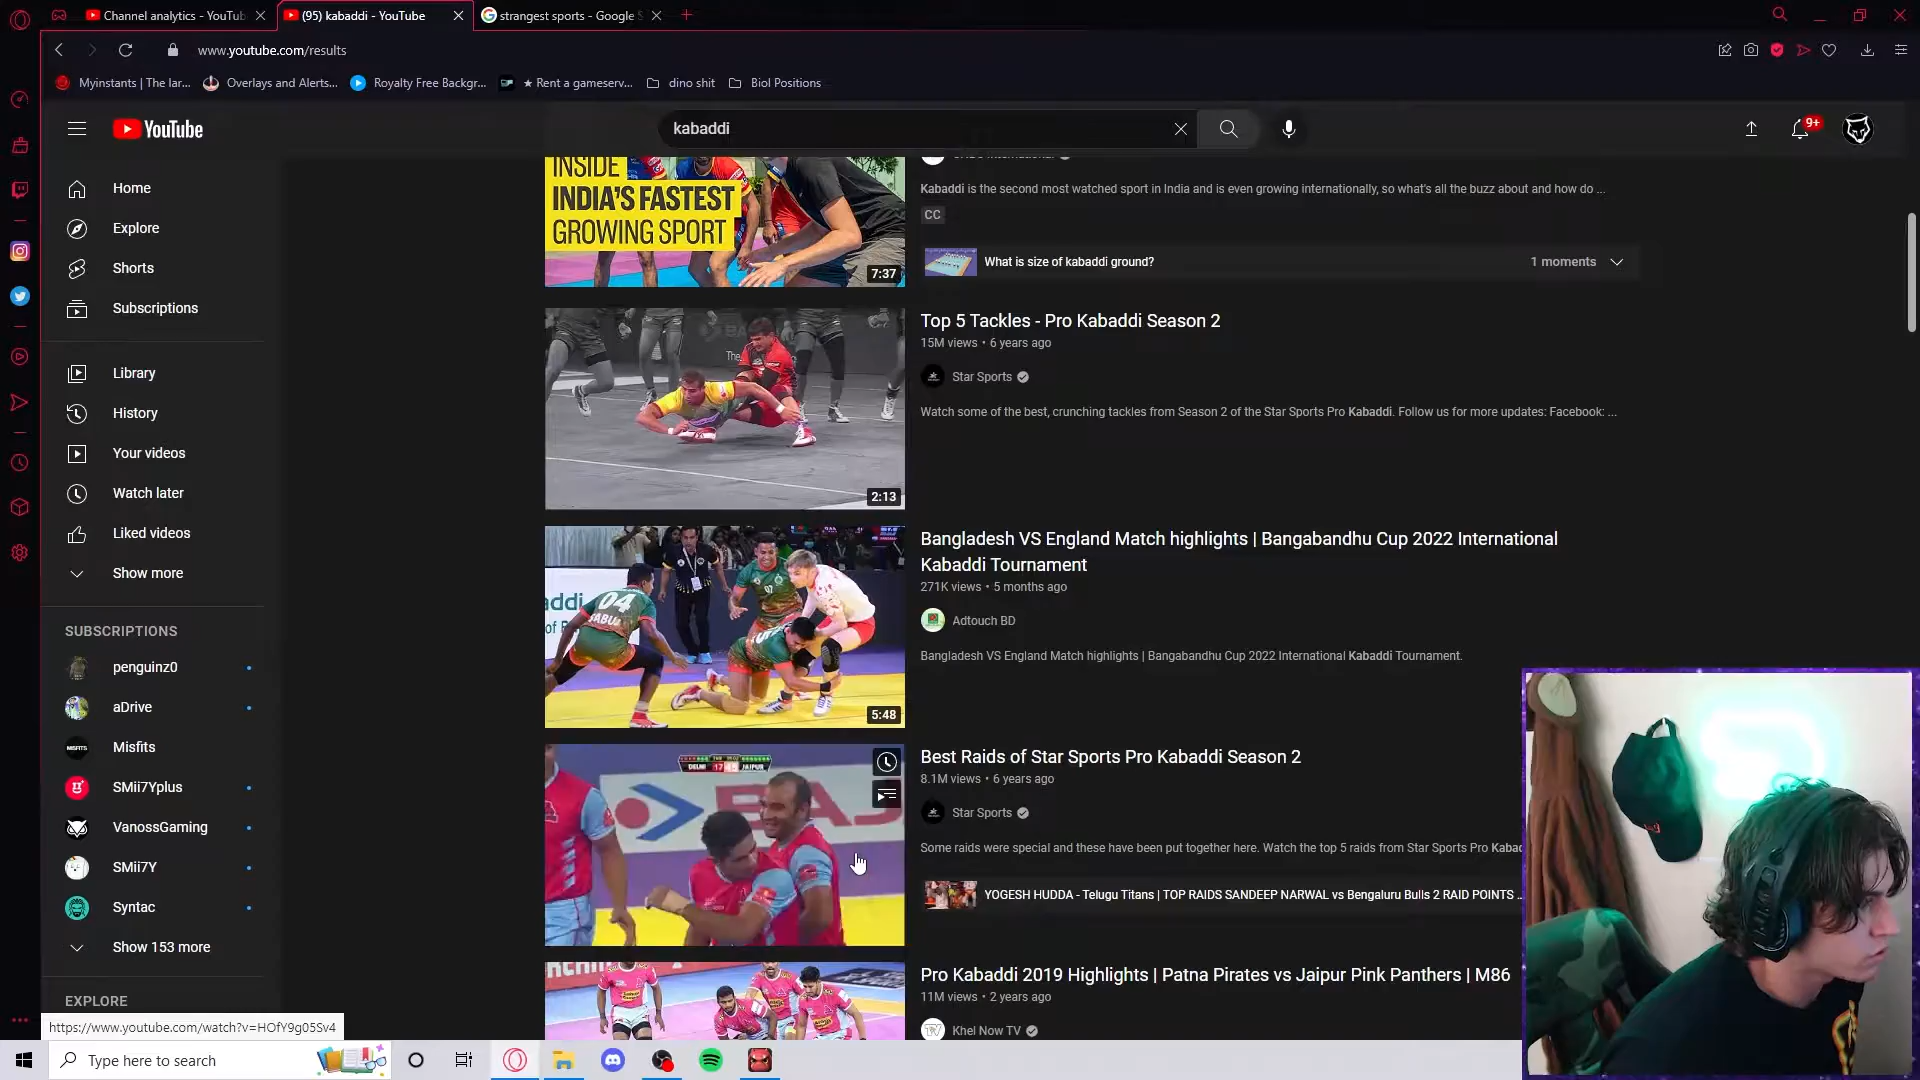 Channel analytics - YouTub
(95) kabaddi - YouTube
strangest sports - Google S
www.youtube.com/results
Myinstants | The lar...
Overlays and Alerts...
Royalty Free Backgr...
★ Rent a gameserv...
dino shit
Biol Positions
YouTube
kabaddi
9+
Home
Explore
Shorts
Subscriptions
Library
History
Your videos
Watch later
Liked videos
Show more
SUBSCRIPTIONS
penguinz0
aDrive
Misfits
SMii7Yplus
VanossGaming
SMii7Y
Syntac
Show 153 more
EXPLORE
INSIDE
INDIA'S FASTEST
GROWING SPORT
7:37
Kabaddi is the second most watched sport in India and is even growing internationally, so what's all the buzz about and how do ...
CC
What is size of kabaddi ground?
1 moments
The
2:13
Top 5 Tackles - Pro Kabaddi Season 2
15M views • 6 years ago
Star Sports
Watch some of the best, crunching tackles from Season 2 of the Star Sports Pro Kabaddi. Follow us for more updates: Facebook: ...
addi
04
5:48
Bangladesh VS England Match highlights | Bangabandhu Cup 2022 International
Kabaddi Tournament
271K views • 5 months ago
Adtouch BD
Bangladesh VS England Match highlights | Bangabandhu Cup 2022 International Kabaddi Tournament.
DELHI 17 JAIPUR
BAJ
Best Raids of Star Sports Pro Kabaddi Season 2
8.1M views • 6 years ago
Star Sports
Some raids were special and these have been put together here. Watch the top 5 raids from Star Sports Pro Kabad
YOGESH HUDDA - Telugu Titans | TOP RAIDS SANDEEP NARWAL vs Bengaluru Bulls 2 RAID POINTS ...
Pro Kabaddi 2019 Highlights | Patna Pirates vs Jaipur Pink Panthers | M86
11M views • 2 years ago
Khel Now TV
https://www.youtube.com/watch?v=HOfY9g05Sv4
Type here to search